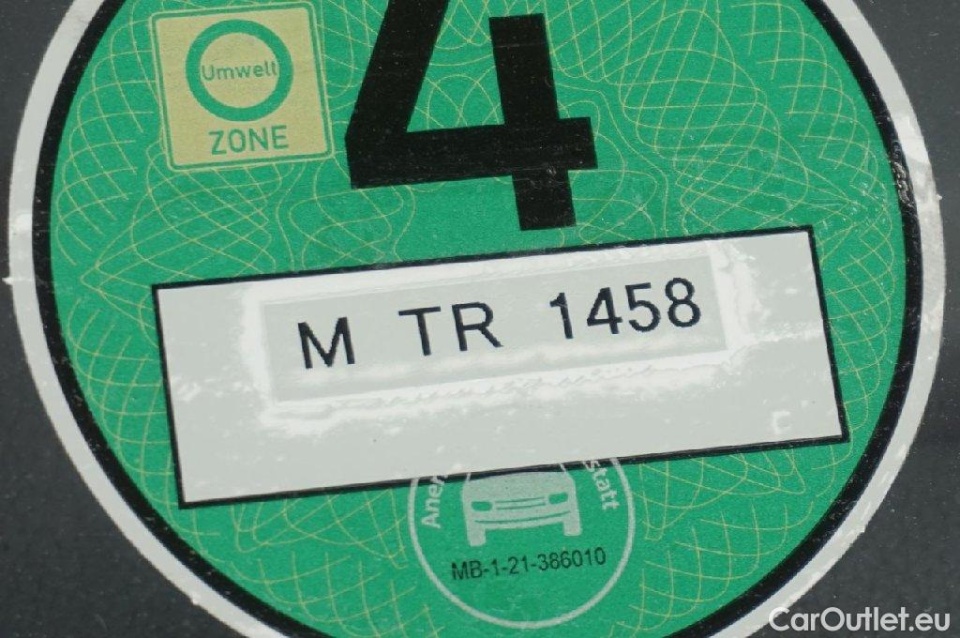 Umwelt
ZONE
4
M TR 1458
C
MB-1-21-386010
CarOutlet.eu